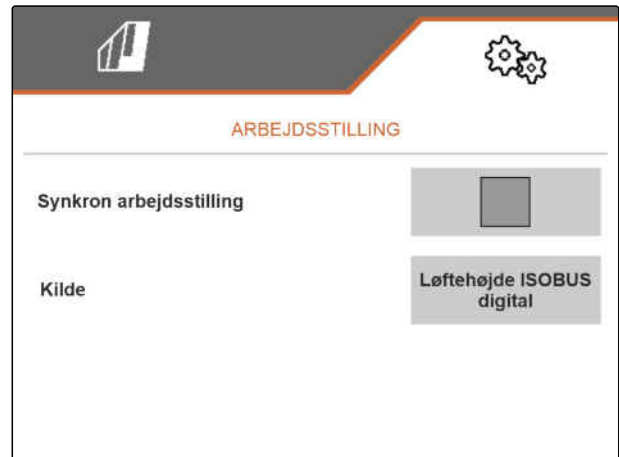 ARBEJDSSTILLING
Synkron arbejdsstilling
Kilde
Løftehøjde ISOBUS
digital